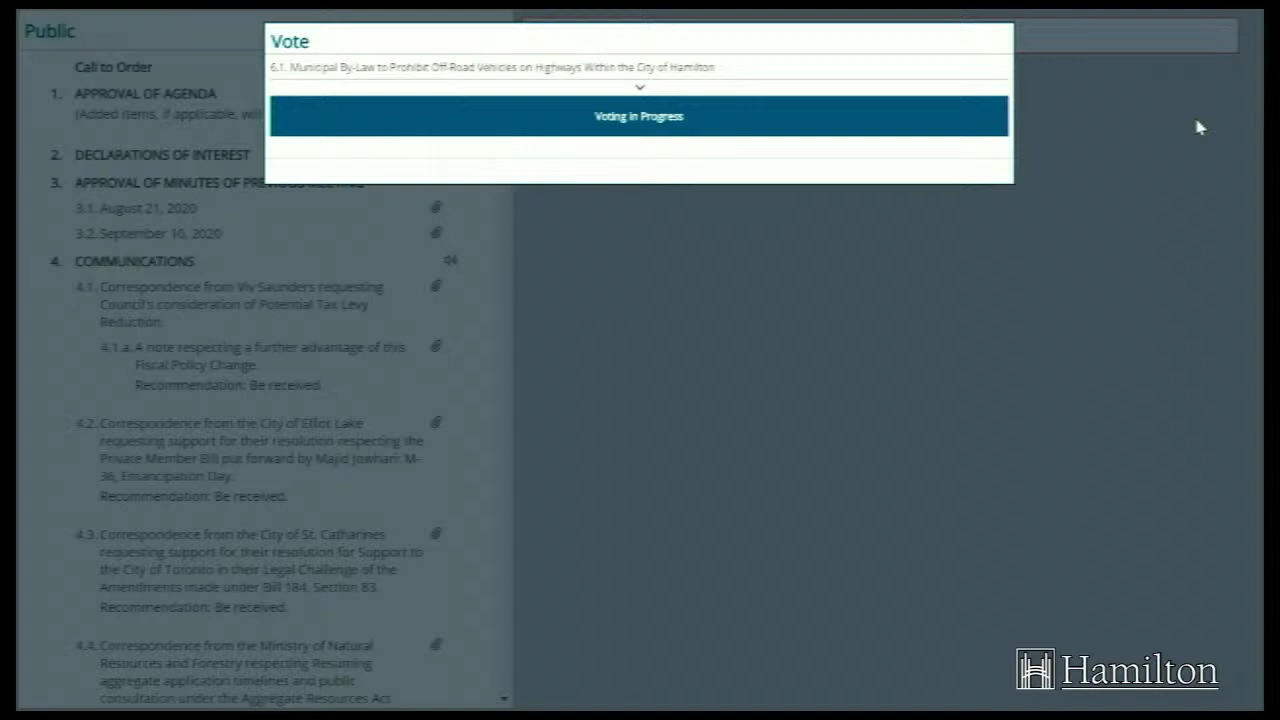 Public
Vote
6.1. Municipal By-Law to Prohibit Off-Road Vehicles on Highways Within the City of Hamilton
Voting in Progress
Call to Order
1. APPROVAL OF AGENDA
(Added items, if applicable, will
2. DECLARATIONS OF INTEREST
3. APPROVAL OF MINUTES OF PREVIOUS MEETING
3.1. August 21, 2020
3.2. September 16, 2020
4. COMMUNICATIONS
4.1. Correspondence from Viv Saunders requesting
Council's consideration of Potential Tax Levy
Reduction.
4.1.a. A note respecting a further advantage of this
Fiscal Policy Change.
Recommendation: Be received.
4.2. Correspondence from the City of Elliot Lake
requesting support for their resolution respecting the
Private Member Bill put forward by Majid Jowhari: M-
36, Emancipation Day.
Recommendation: Be received.
4.3. Correspondence from the City of St. Catharines
requesting support for their resolution for Support to
the City of Toronto in their Legal Challenge of the
Amendments made under Bill 184, Section 83.
Recommendation: Be received.
4.4. Correspondence from the Ministry of Natural
Resources and Forestry respecting Resuming
aggregate application timelines and public
consultation under the Aggregate Resources Act
Hamilton